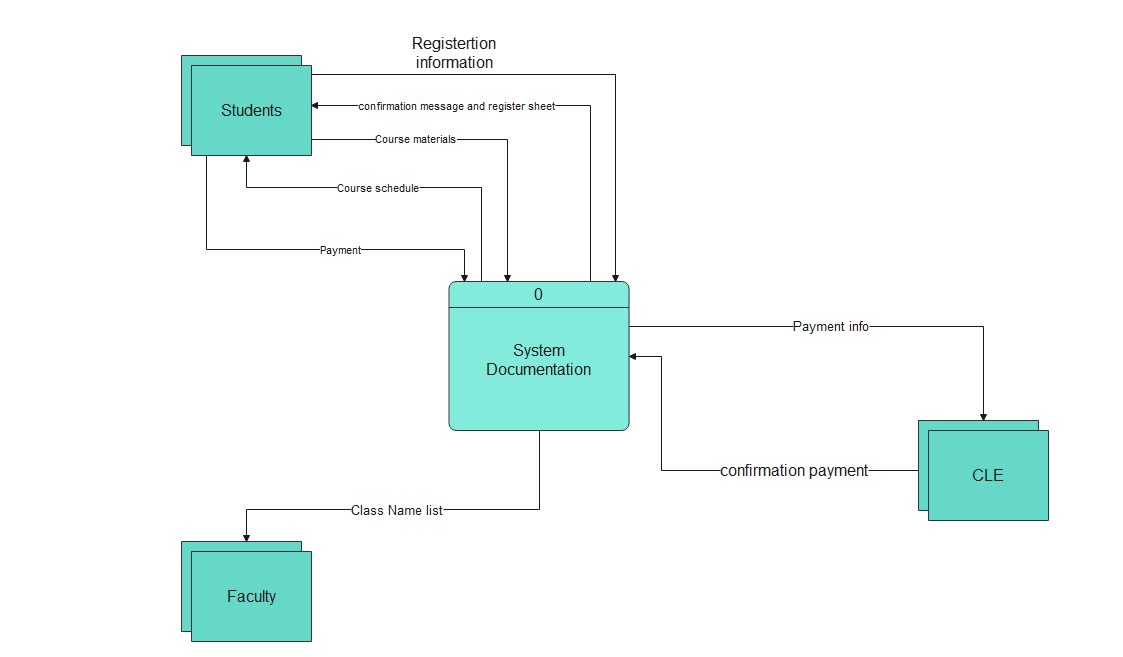 Registertion
information
Students
confirmation message and register sheet
Course materials
Course schedule
Payment
0
System
Documentation
Payment info
confirmation payment
CLE
Class Name list
Faculty